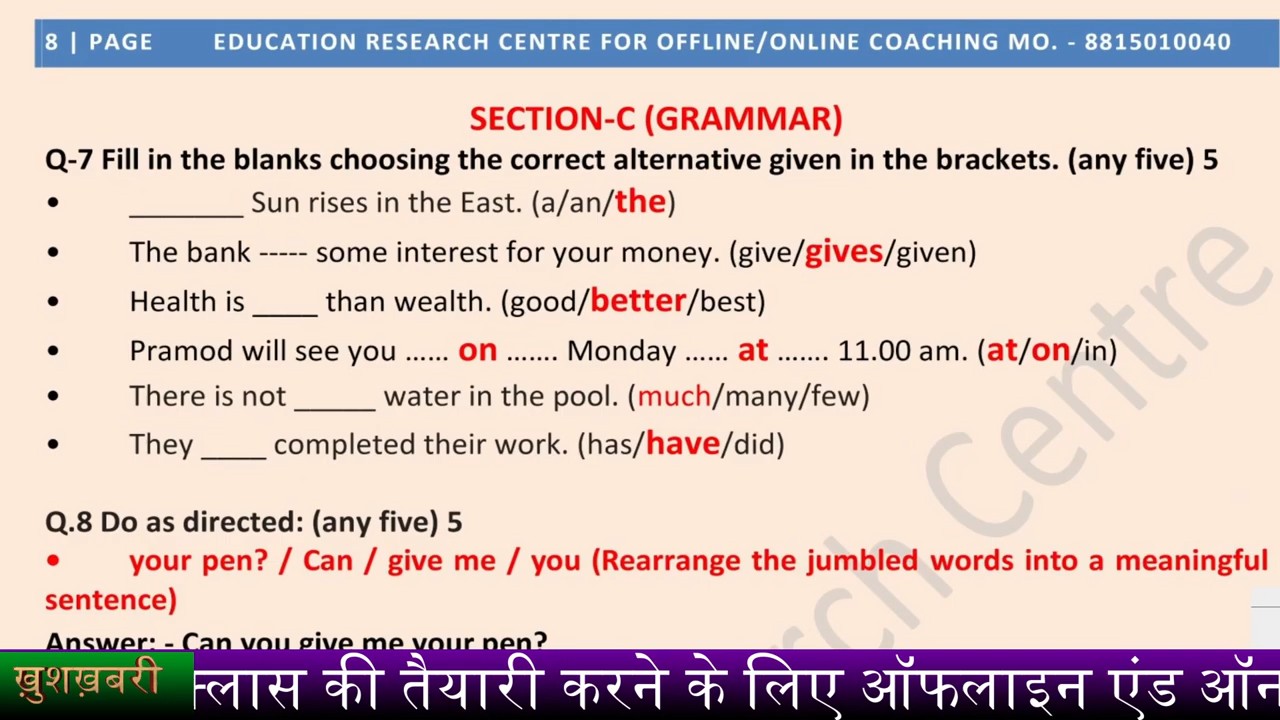 8 | PAGE EDUCATION RESEARCH CENTRE FOR OFFLINE/ONLINE COACHING MO. - 8815010040
SECTION-C (GRAMMAR)
Q-7 Fill in the blanks choosing the correct alternative given in the brackets. (any five) 5
• _______ Sun rises in the East. (a/an/the)
• The bank ----- some interest for your money. (give/gives/given)
• Health is ____ than wealth. (good/better/best)
• Pramod will see you …… on ……. Monday …… at ……. 11.00 am. (at/on/in)
• There is not _____ water in the pool. (much/many/few)
• They ____ completed their work. (has/have/did)
Q.8 Do as directed: (any five) 5
• your pen? / Can / give me / you (Rearrange the jumbled words into a meaningful
sentence)
Answer: - Can you give me your pen?
rch Centre
ख़ुशख़बरी
क्लास की तैयारी करने के लिए ऑफलाइन एंड ऑन